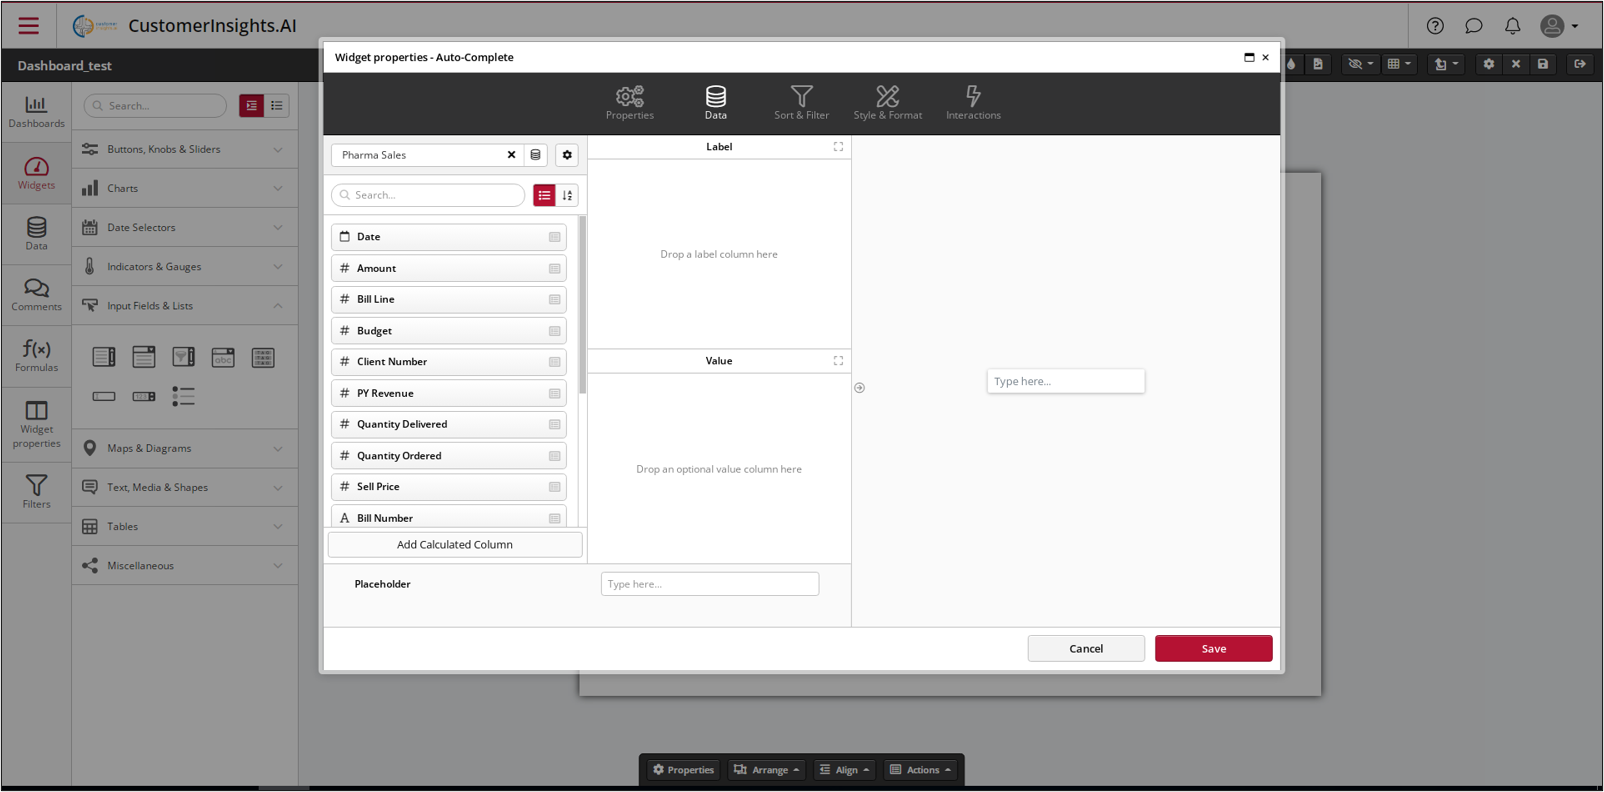 CustomerInsights.AI
Dashboard_test
Widget properties - Auto-Complete
Properties
Data
Sort & Filter
Style & Format
Interactions
Dashboards
Widgets
Data
Comments
f(x)
Formulas
Widget
properties
Filters
Search...
Buttons, Knobs & Sliders
Charts
Date Selectors
Indicators & Gauges
Input Fields & Lists
abc
Maps & Diagrams
Text, Media & Shapes
Tables
Miscellaneous
Pharma Sales
Search...
Date
# Amount
# Bill Line
# Budget
# Client Number
# PY Revenue
# Quantity Delivered
# Quantity Ordered
# Sell Price
A Bill Number
Add Calculated Column
Label
Drop a label column here
Value
Drop an optional value column here
Placeholder
Type here...
Type here...
Cancel
Save
Properties
Arrange
Align
Actions